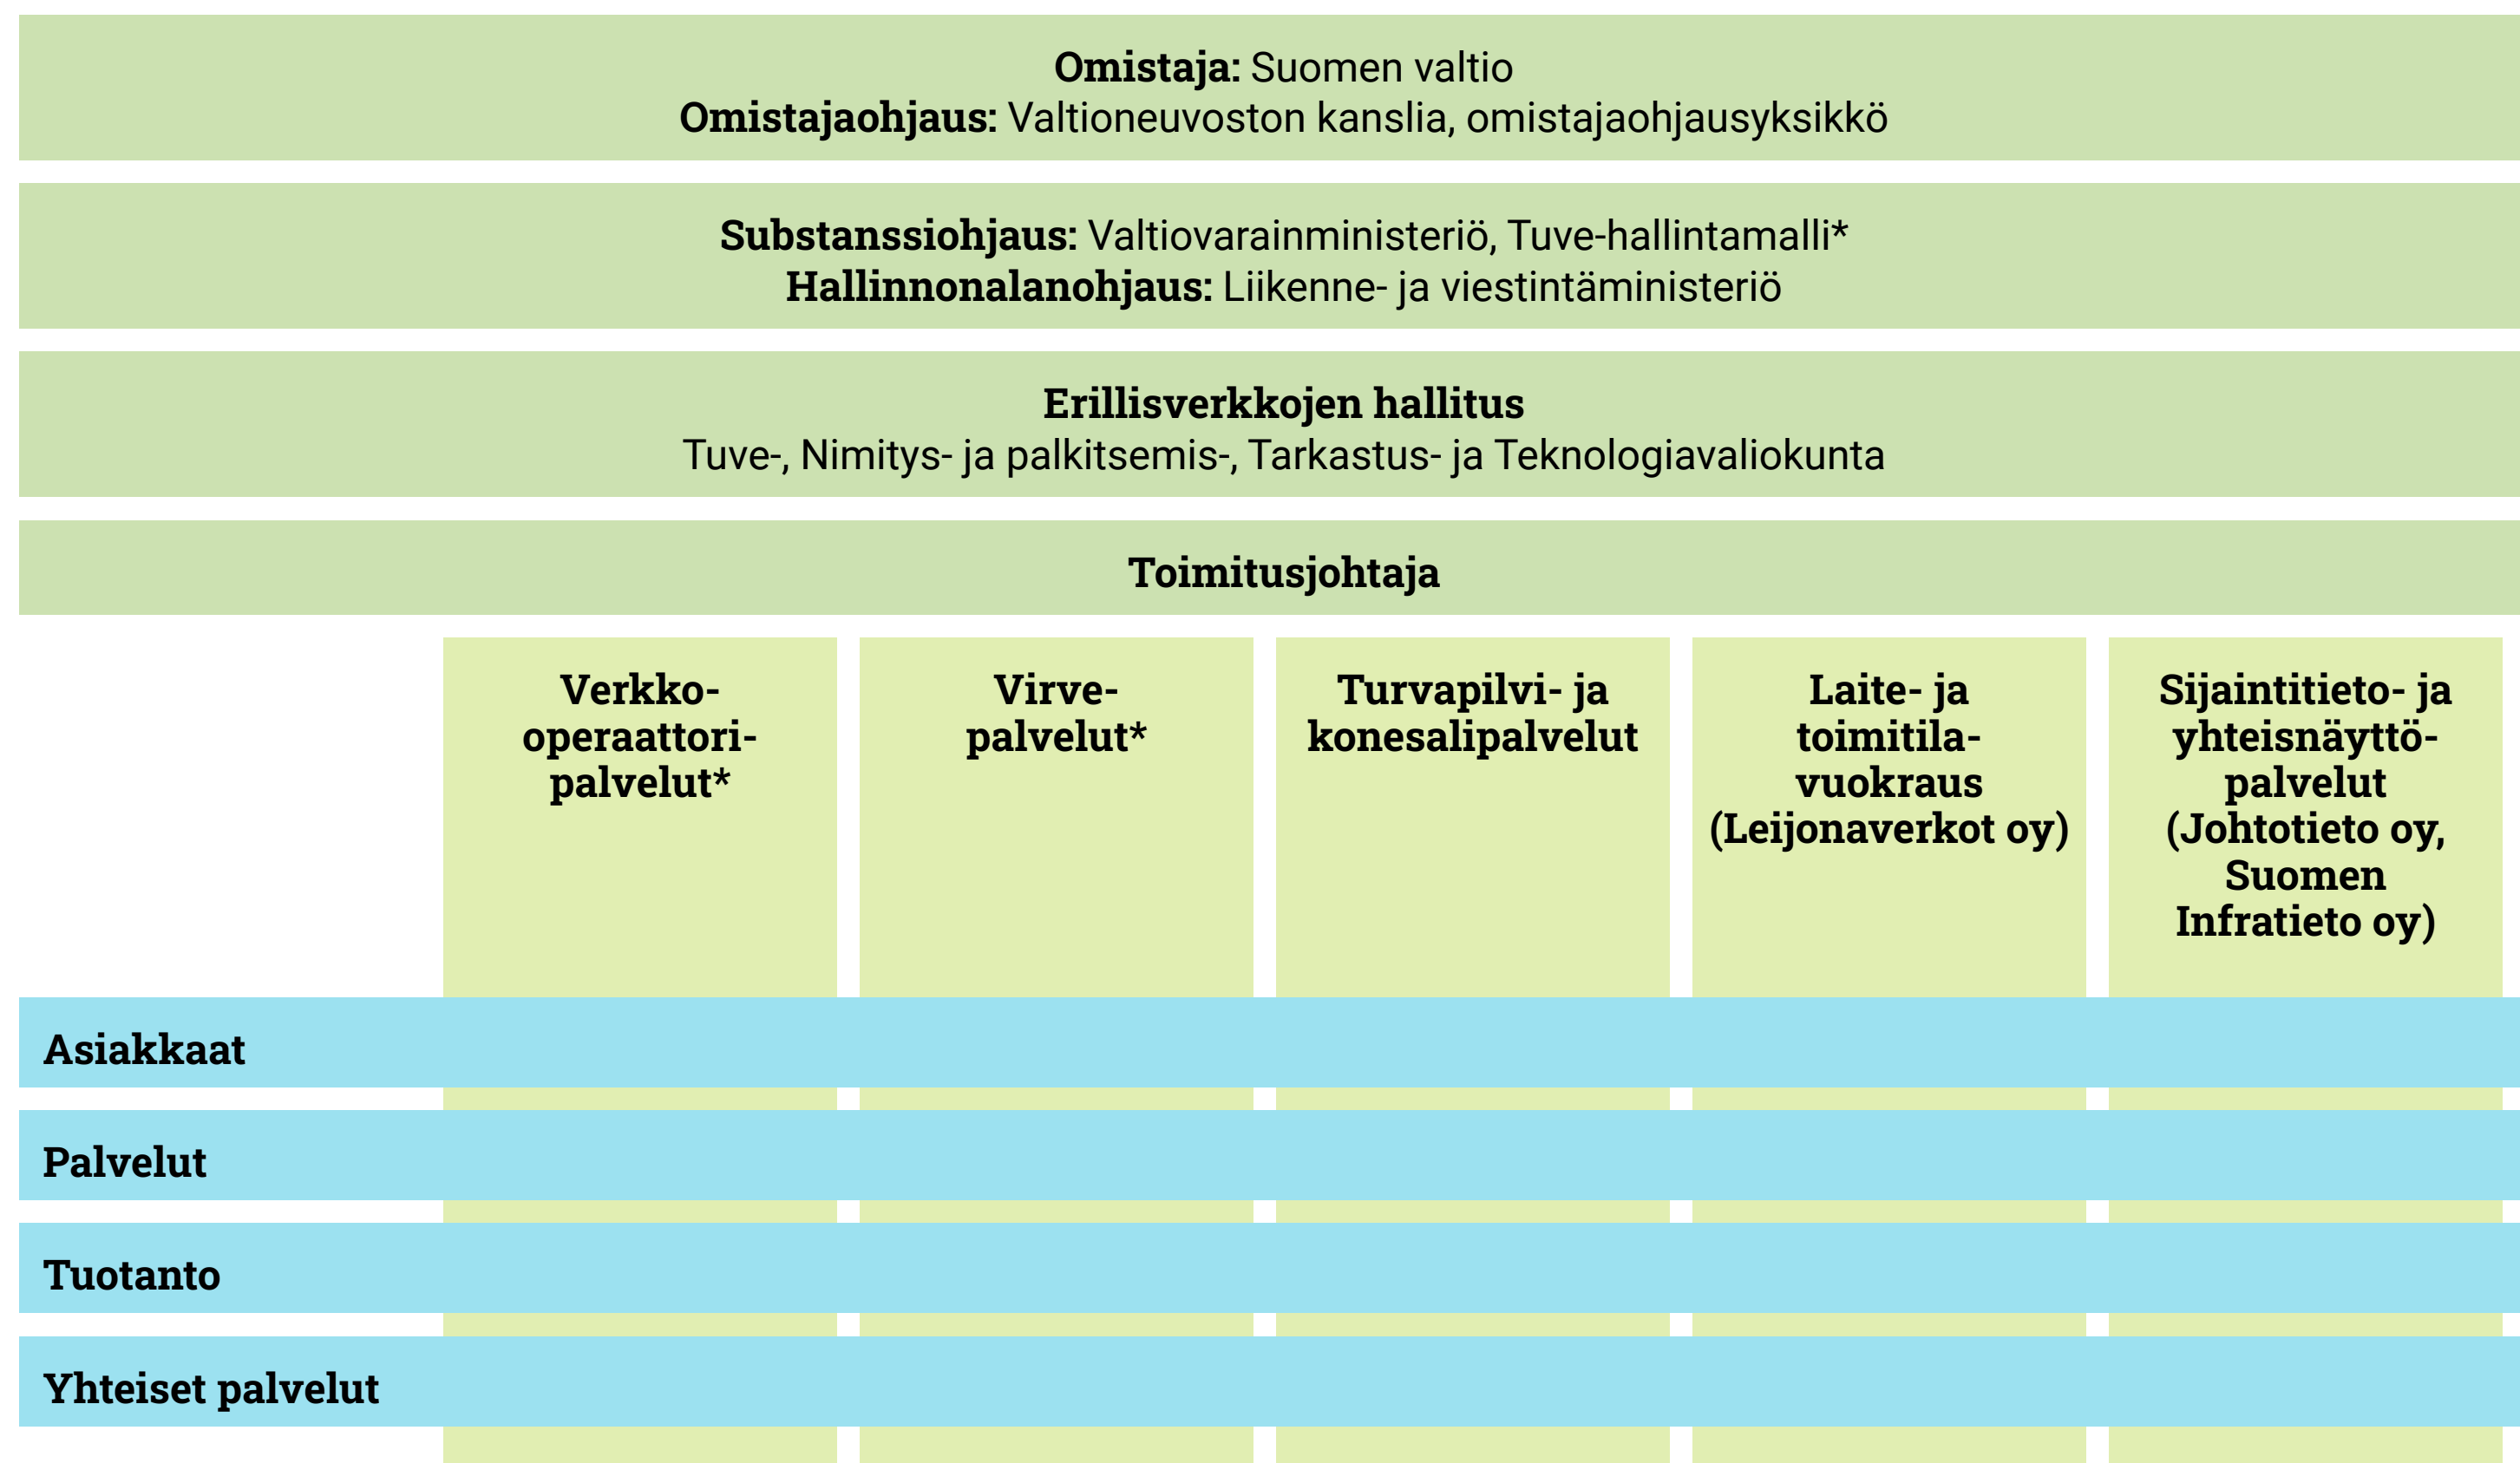 Omistaja: Suomen valtio
Omistajaohjaus: Valtioneuvoston kanslia, omistajaohjausyksikkö
Substanssiohjaus: Valtiovarainministeriö, Tuve-hallintamalli*
Hallinnonalanohjaus: Liikenne- ja viestintäministeriö
Erillisverkkojen hallitus
Tuve-, Nimitys- ja palkitsemis-, Tarkastus- ja Teknologiavaliokunta
Toimitusjohtaja
Verkko-
operaattori-
palvelut*
Virve-
palvelut*
Turvapilvi- ja
konesalipalvelut
Laite- ja
toimitila-
vuokraus
(Leijonaverkot oy)
Sijaintitieto- ja
yhteisnäyttö-
palvelut
(Johtotieto oy,
Suomen
Infratieto oy)
Asiakkaat
Palvelut
Tuotanto
Yhteiset palvelut